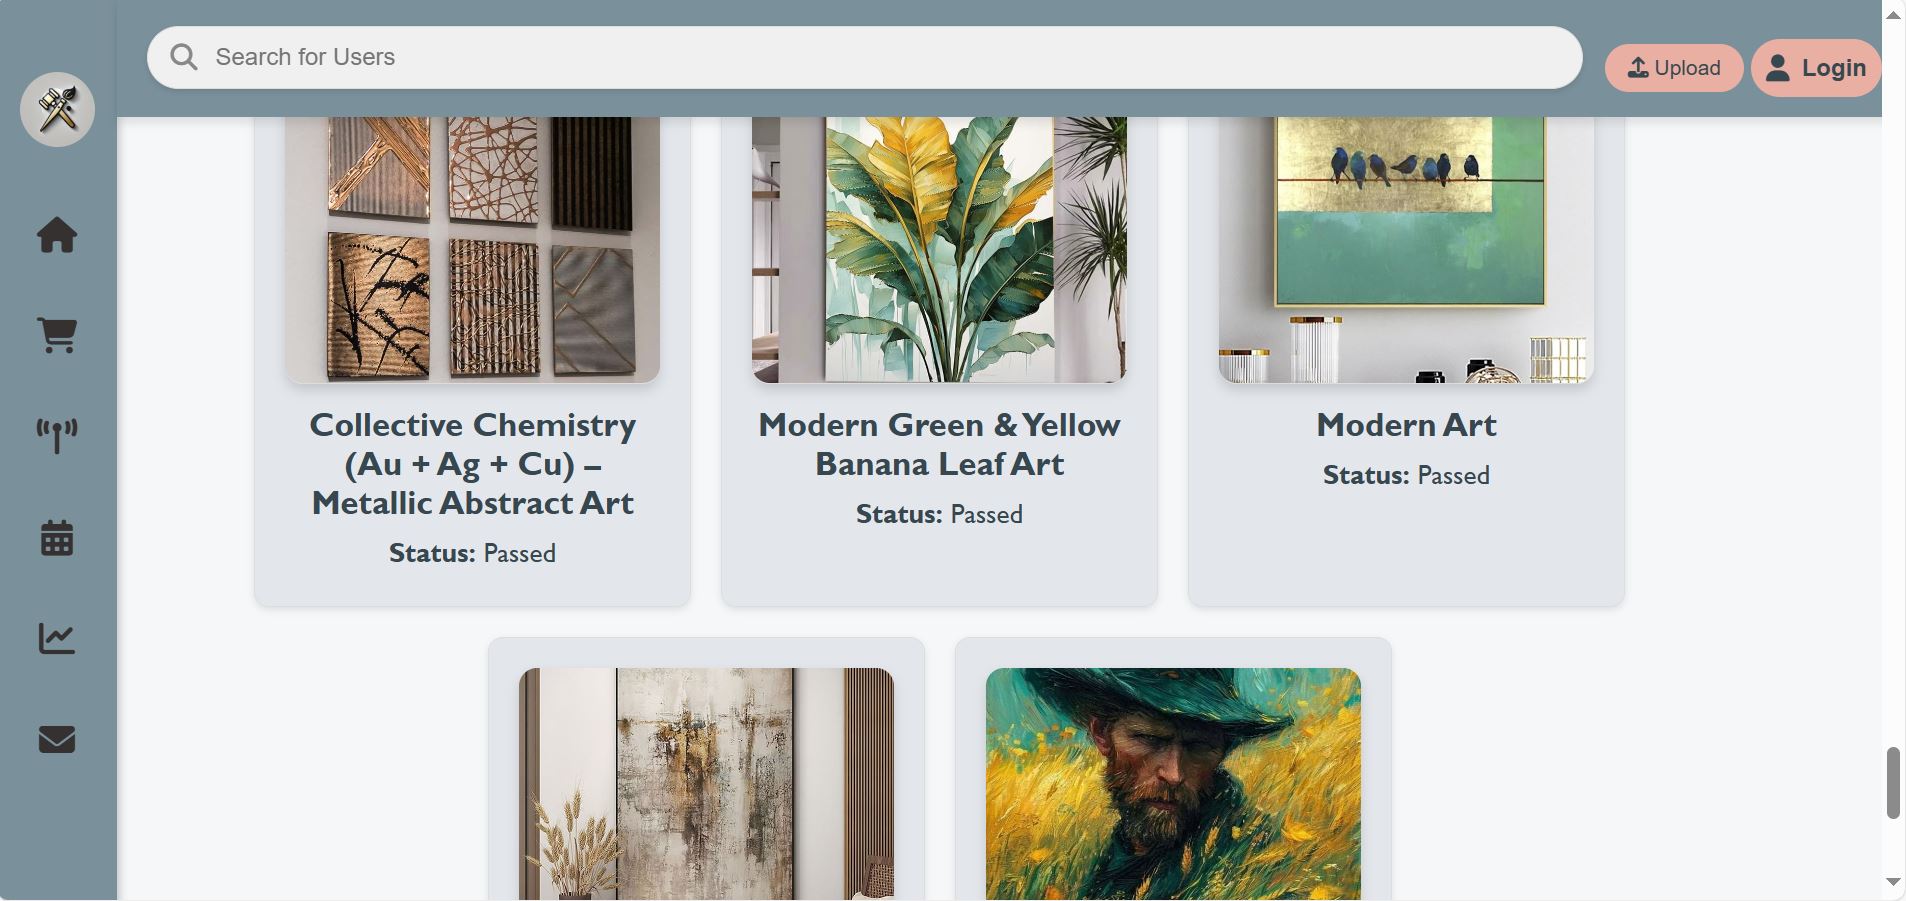 Search for Users
Upload
Login
Collective Chemistry
(Au + Ag + Cu) –
Metallic Abstract Art
Status: Passed
Modern Green & Yellow
Banana Leaf Art
Status: Passed
Modern Art
Status: Passed